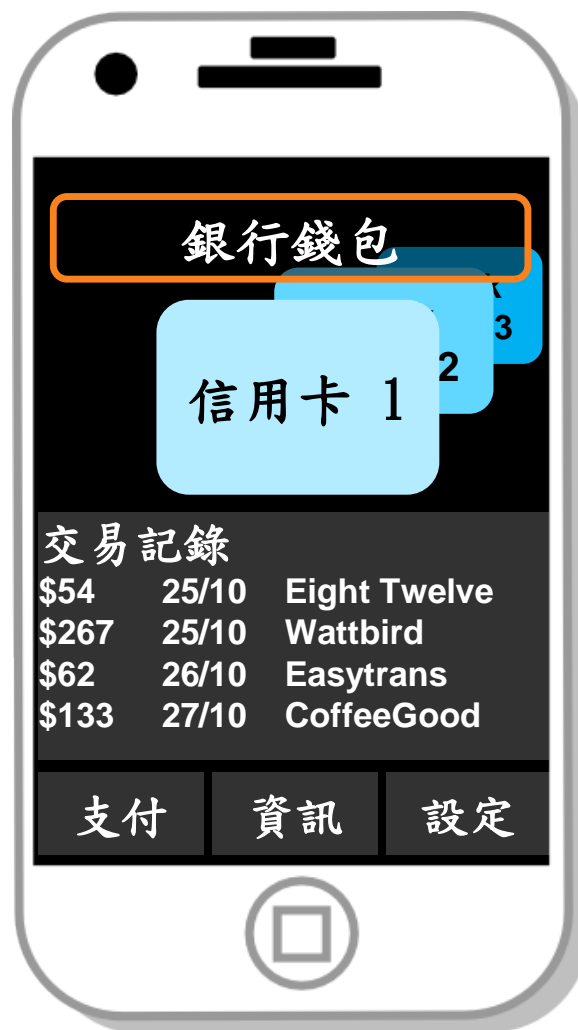 銀行錢包
3
2
信用卡 1
交易記錄
$54 25/10 Eight Twelve
$267 25/10 Wattbird
$62 26/10 Easytrans
$133 27/10 CoffeeGood
支付 資訊 設定